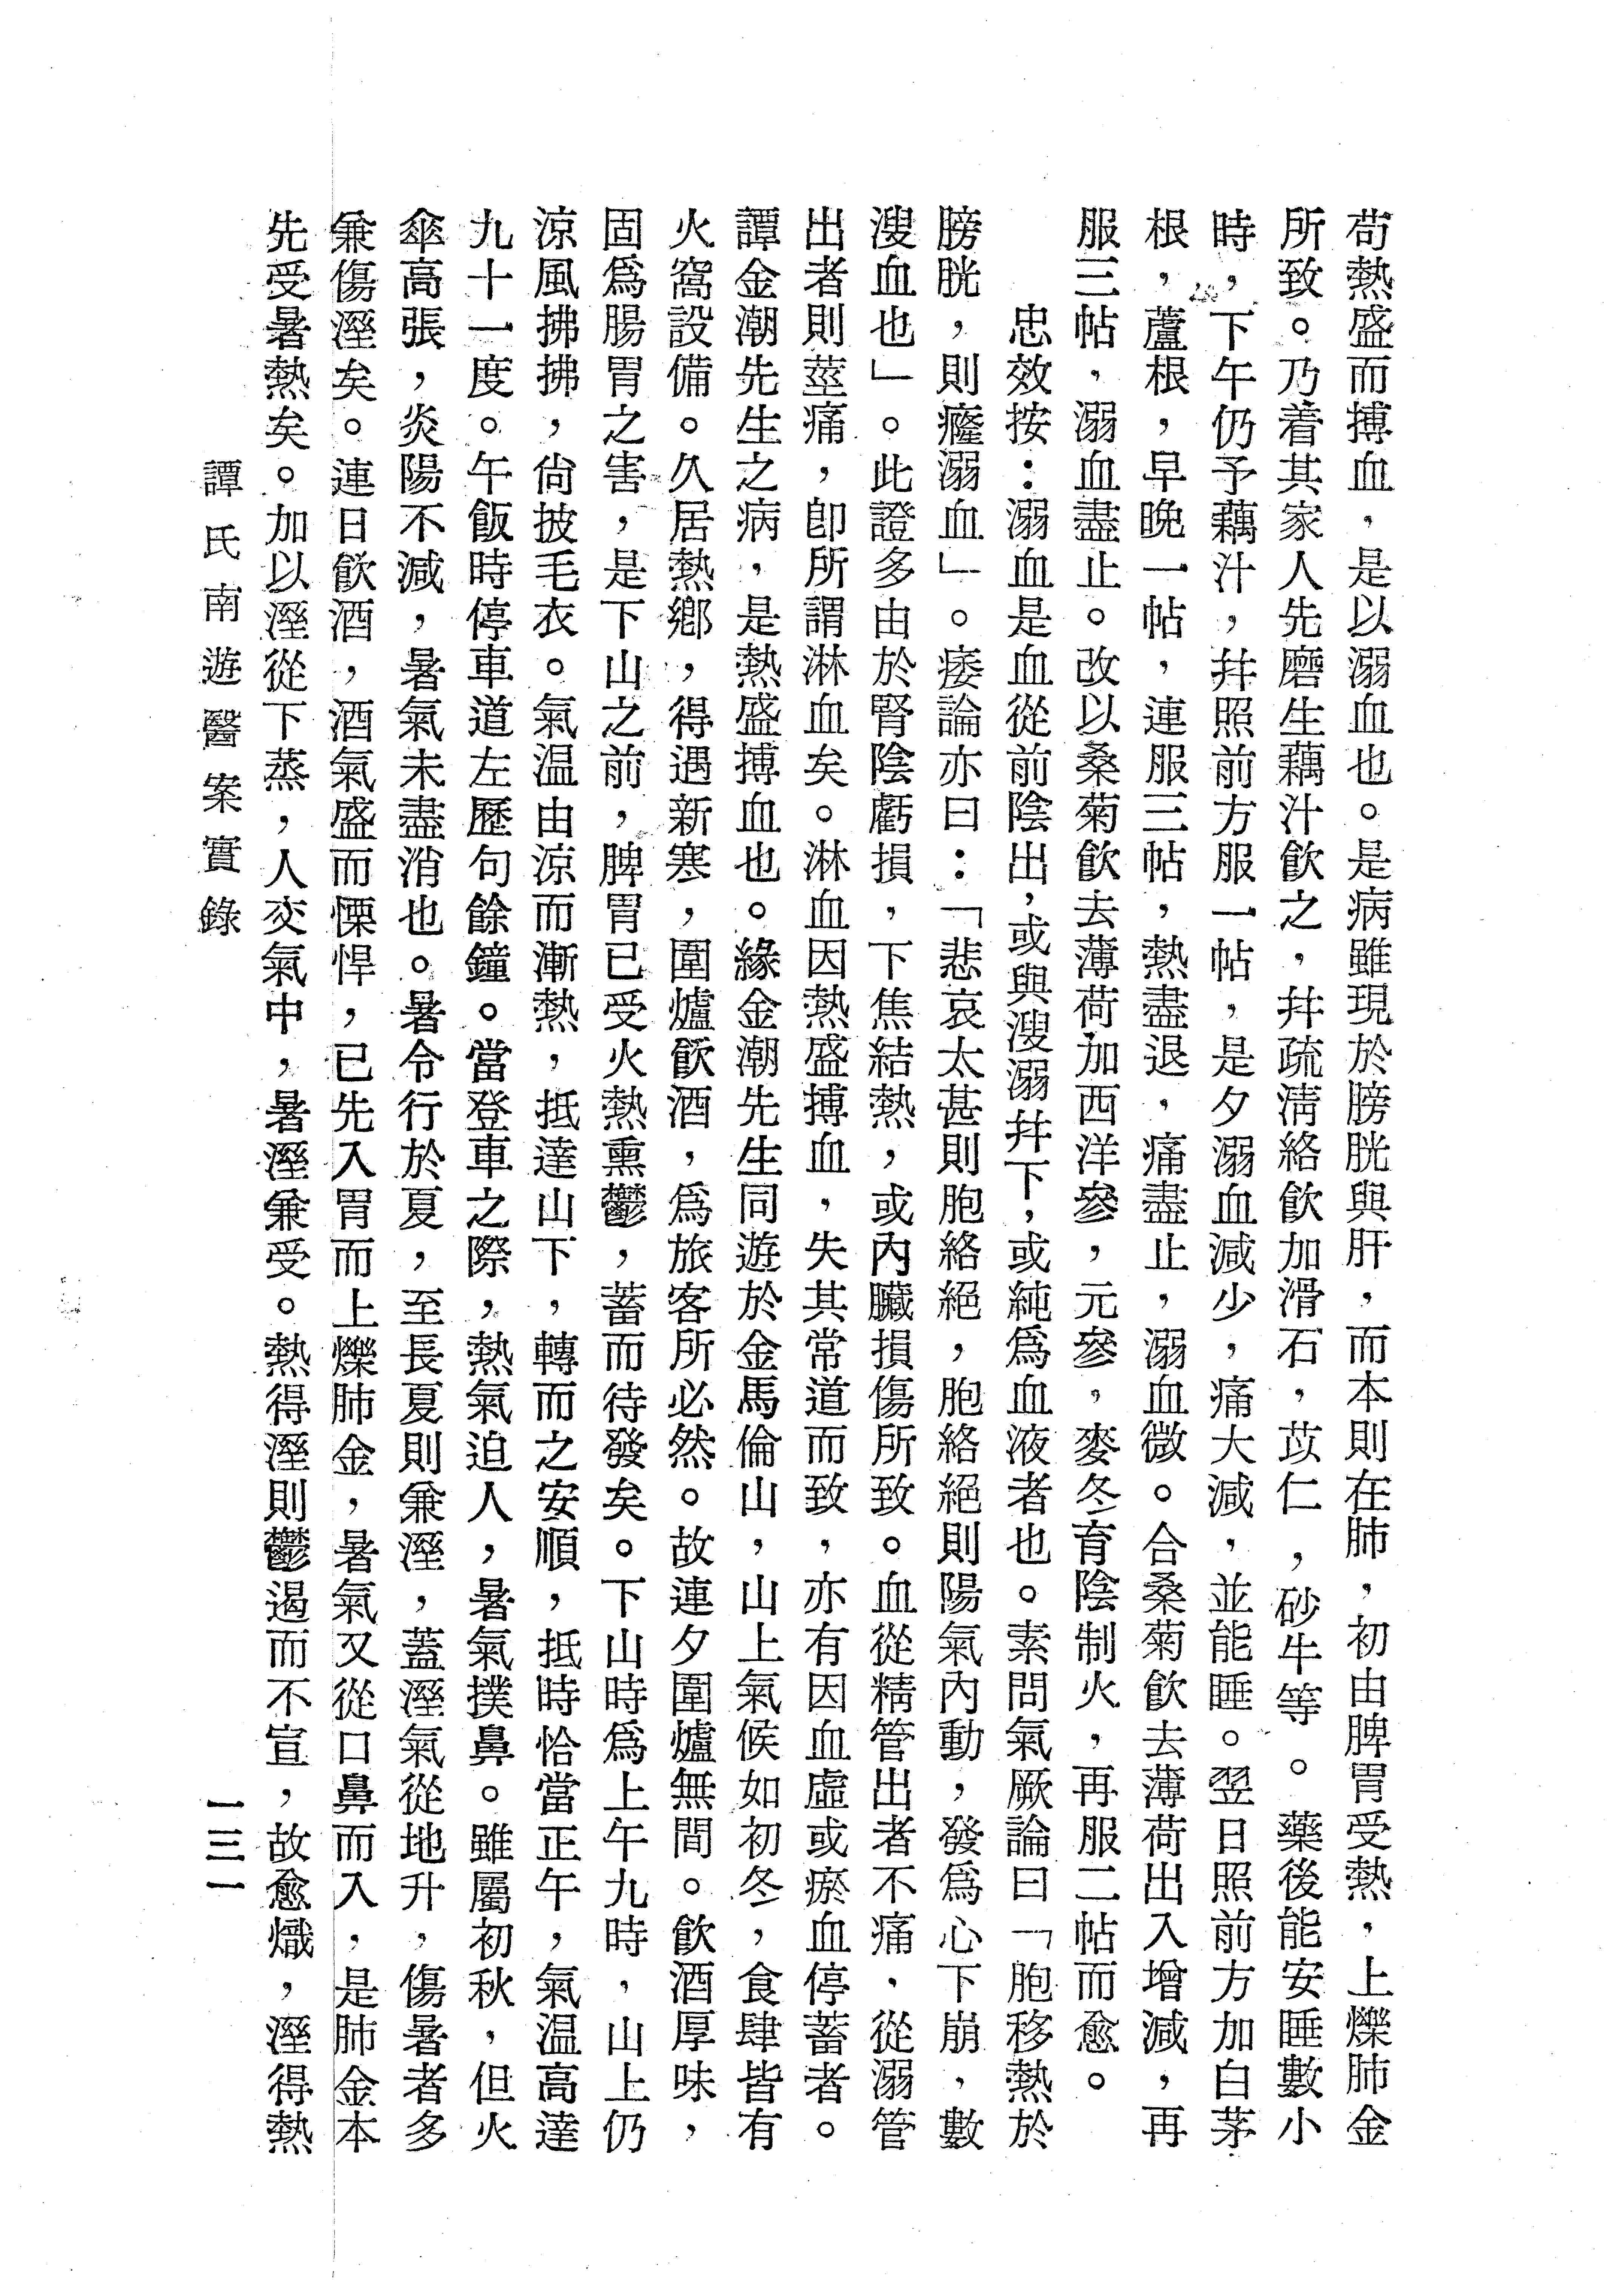 苟熱盛而搏血，是以溺血也。是病雖現於膀胱與肝，而本則在肺，初由脾胃受熱，上爍肺金
所致。乃着其家人先磨生藕汁飲之，幷疏淸絡飲加滑石，苡仁，砂牛等。藥後能安睡數小
時，下午仍予藕汁，幷照前方服一帖，是夕溺血減少，痛大減，並能睡。翌日照前方加白茅
根，蘆根，早晚一帖，連服三帖，熱盡退，痛盡止，溺血微。合桑菊飲去薄荷出入增減，再
服三帖，溺血盡止。改以桑菊飲去薄荷加西洋參，元參，麥冬育陰制火，再服二帖而愈。
忠效按：溺血是血從前陰出，或與溲溺幷下，或純爲血液者也。素問氣厥論曰「胞移熱於
膀胱，則癃溺血」。痿論亦曰：「悲哀太甚則胞絡絕，胞絡絕則陽氣內動，發爲心下崩，數
溲血也」。此證多由於腎陰虧損，下焦結熱，或內臟損傷所致。血從精管出者不痛，從溺管
出者則莖痛，卽所謂淋血矣。淋血因熱盛搏血，失其常道而致，亦有因血虛或瘀血停蓄者。
譚金潮先生之病，是熱盛搏血也。緣金潮先生同遊於金馬倫山，山上氣候如初冬，食肆皆有
火窩設備。久居熱鄉，得遇新寒，圍爐飲酒，爲旅客所必然。故連夕圍爐無間。飲酒厚味，
固爲腸胃之害，是下山之前，脾胃已受火熱熏鬱，蓄而待發矣。下山時爲上午九時，山上仍
涼風拂拂，尙披毛衣。氣温由涼而漸熱，抵達山下，轉而之安順，抵時恰當正午，氣温高達
九十一度。午飯時停車道左歷句餘鐘。當登車之際，熱氣迫人，暑氣撲鼻。雖屬初秋，但火
傘高張，炎陽不減，暑氣未盡消也。暑令行於夏，至長夏則兼溼，蓋溼氣從地升，傷暑者多
兼傷溼矣。連日飲酒，酒氣盛而慓悍，已先入胃而上爍肺金，暑氣又從口鼻而入，是肺金本
先受暑熱矣。加以溼從下蒸，人交氣中，暑溼兼受。熱得溼則鬱遏而不宣，故愈熾，溼得熱
譚氏南遊醫案實錄
一三一